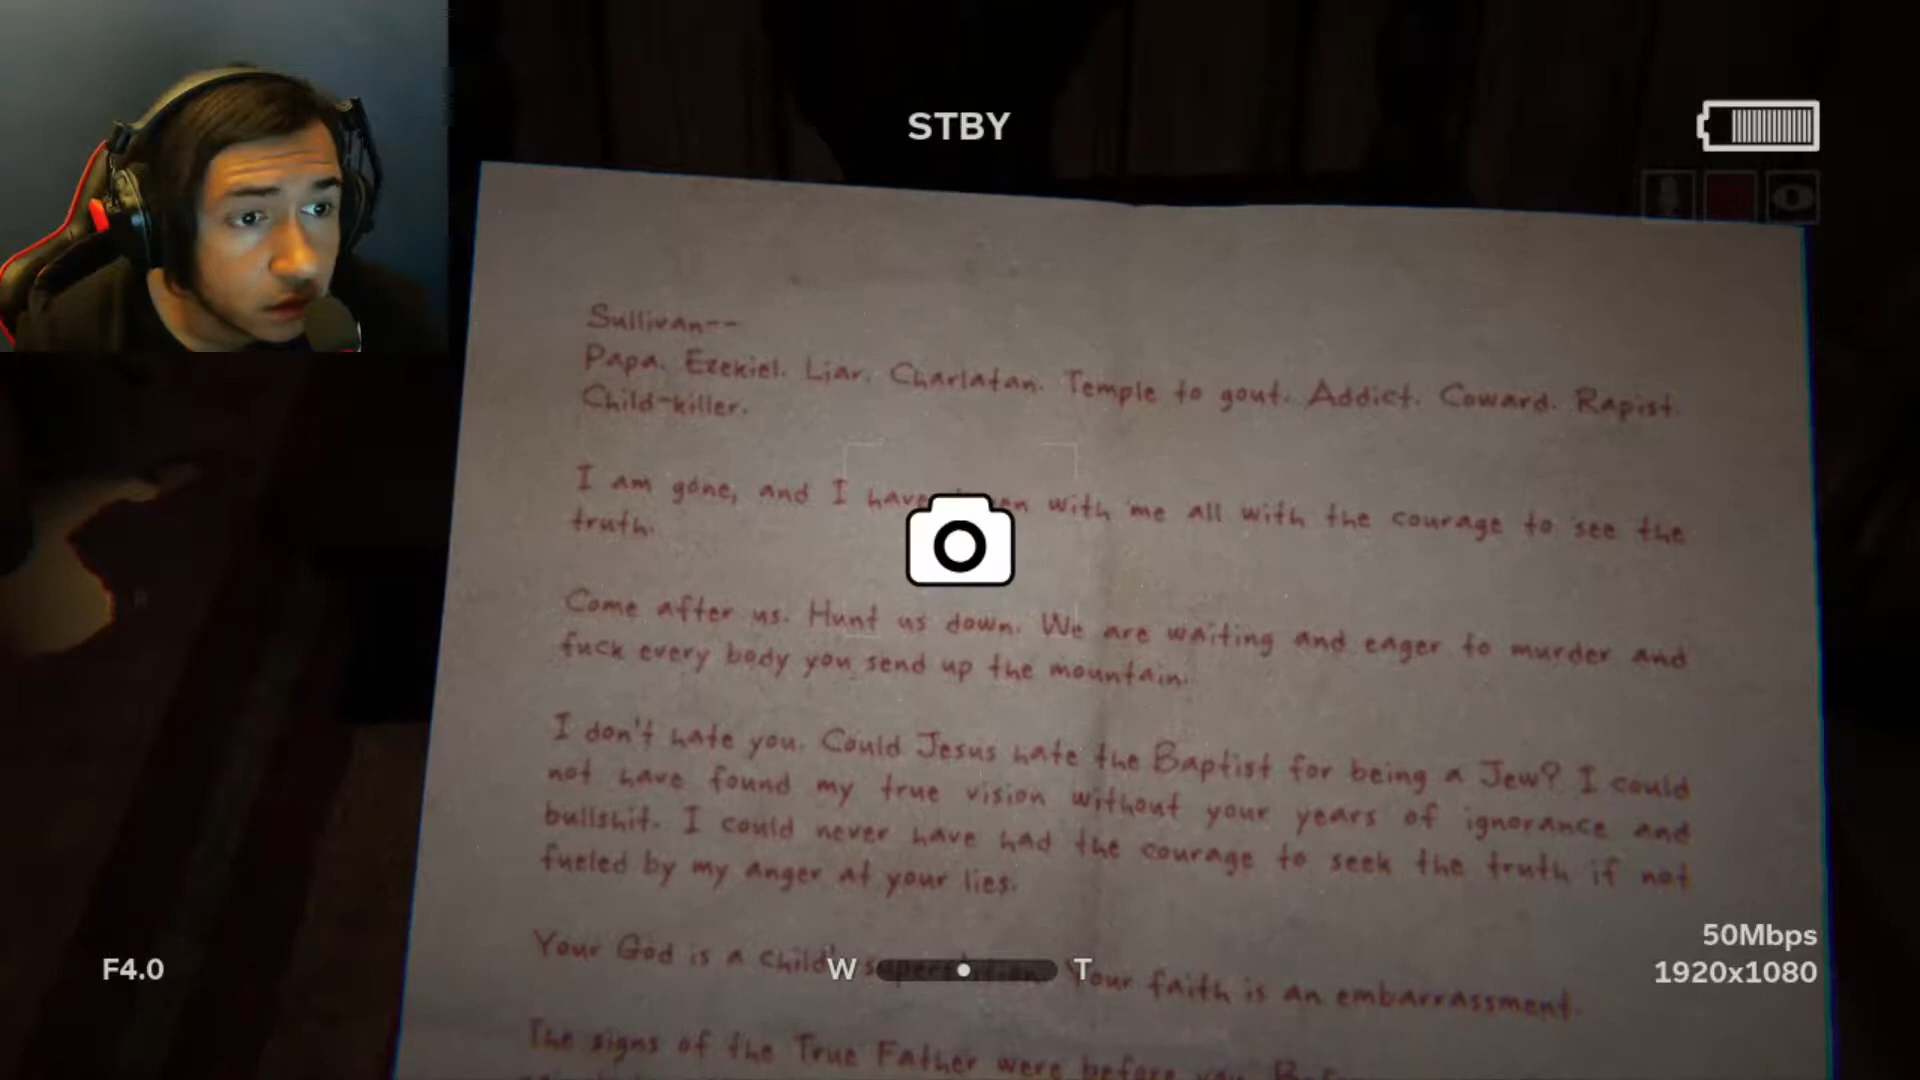 STBY
Sullivan--
Papa. Ezekiel. Liar. Charlatan. Temple to gout. Addict. Coward. Rapist.
Child-killer.
I am gone, and I have with me all with the courage to see the
truth.
Come after us. Hunt us down. We are waiting and eager to murder and
fuck every body you send up the mountain.
I don't hate you. Could Jesus hate the Baptist for being a Jew? I could
not have found my true vision without your years of ignorance and
bullshit. I could never have had the courage to seek the truth if not
fueled by my anger at your lies.
Your God is a child's superstition. Your faith is an embarrassment.
The signs of the True Father were before you.
F4.0
W T
50Mbps
1920x1080